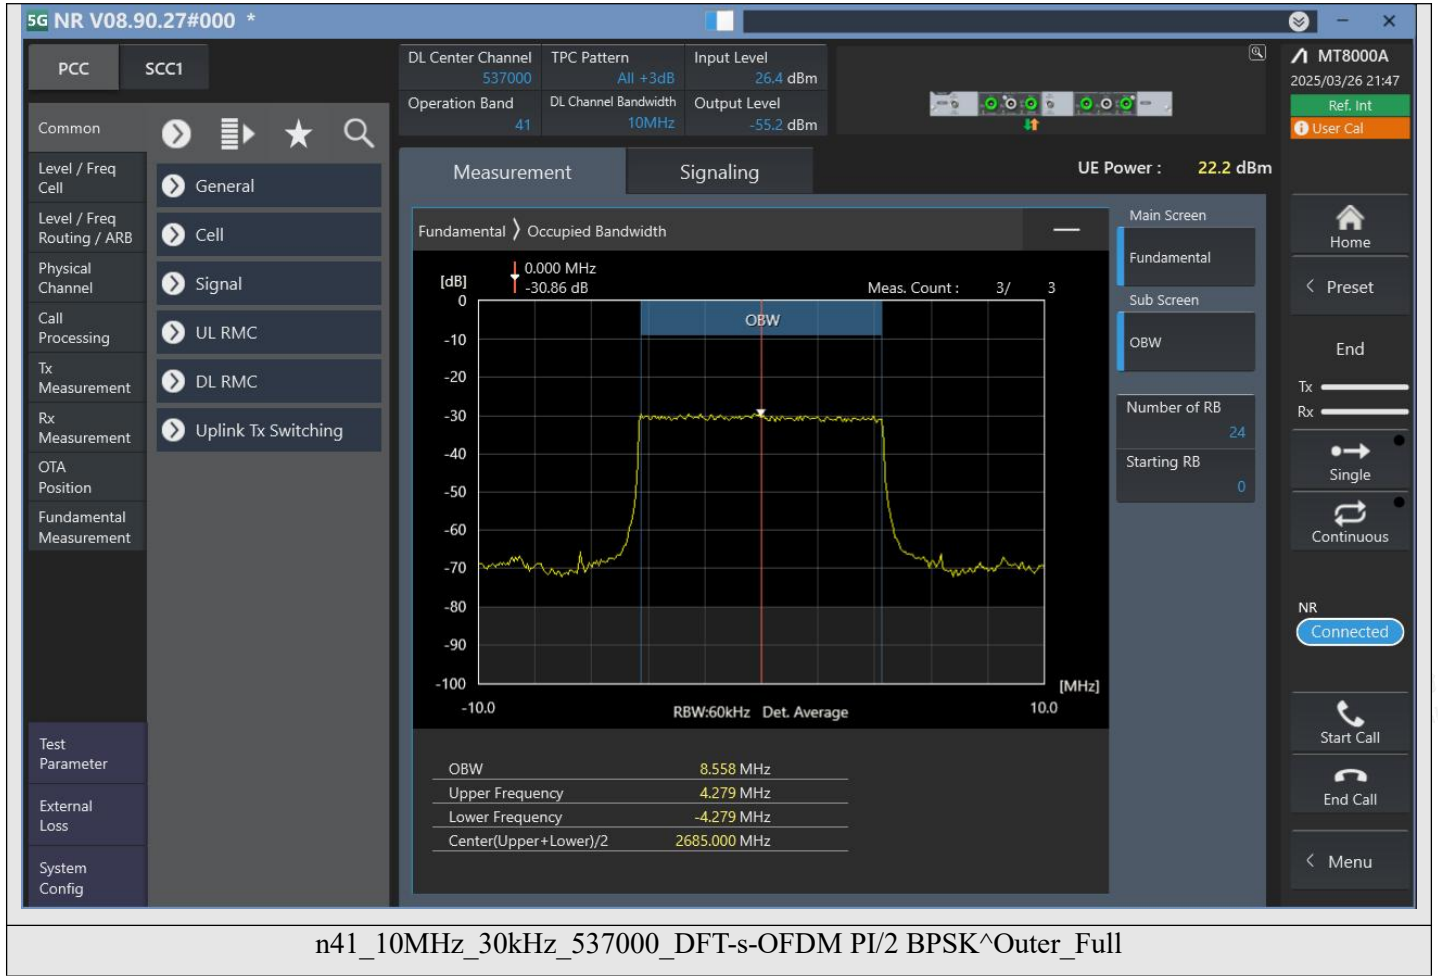 5G NR V08.90.27#000 *
PCC
SCC1
DL Center Channel
537000
TPC Pattern
All +3dB
Input Level
26.4 dBm
Operation Band
41
DL Channel Bandwidth
10MHz
Output Level
-55.2 dBm
MT8000A
2025/03/26 21:47
Ref. Int
User Cal
Common
Level / Freq
Cell
Level / Freq
Routing / ARB
Physical
Channel
Call
Processing
Tx
Measurement
Rx
Measurement
OTA
Position
Fundamental
Measurement
Test
Parameter
External
Loss
System
Config
General
Cell
Signal
UL RMC
DL RMC
Uplink Tx Switching
Measurement
Signaling
UE Power : 22.2 dBm
Fundamental 〉 Occupied Bandwidth
[dB]
0.000 MHz
-30.86 dB
Meas. Count : 3/ 3
OBW
0
-10
-20
-30
-40
-50
-60
-70
-80
-90
-100
[MHz]
-10.0
RBW:60kHz Det. Average
10.0
OBW 8.558 MHz
Upper Frequency 4.279 MHz
Lower Frequency -4.279 MHz
Center(Upper+Lower)/2 2685.000 MHz
Main Screen
Fundamental
Sub Screen
OBW
Number of RB
24
Starting RB
0
Home
Preset
End
Tx
Rx
Single
Continuous
NR
Connected
Start Call
End Call
Menu
n41_10MHz_30kHz_537000_DFT-s-OFDM PI/2 BPSK^Outer_Full